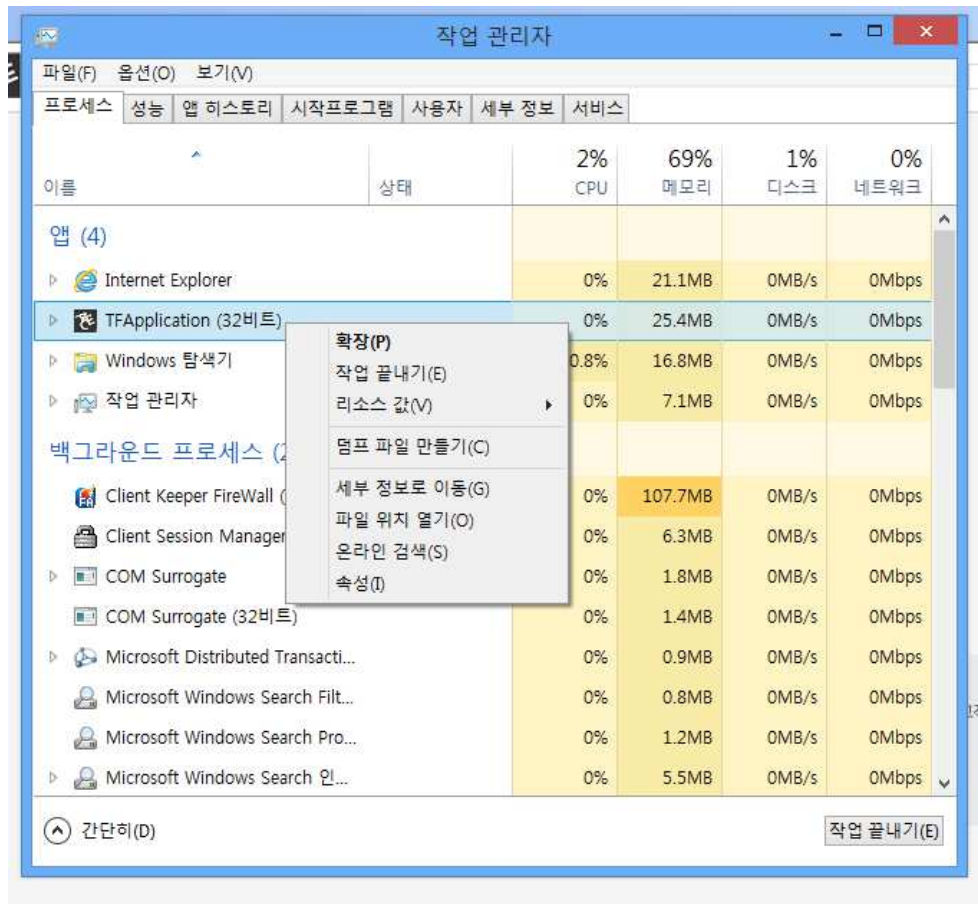 작업 관리자
파일(F) 옵션(O) 보기(V)
프로세스 성능 앱 히스토리 시작프로그램 사용자 세부 정보 서비스
2% 69% 1% 0%
이름 상태 CPU 메모리 디스크 네트워크
앱 (4)
Internet Explorer 0% 21.1MB 0MB/s 0Mbps
TFApplication (32비트) 0% 25.4MB 0MB/s 0Mbps
Windows 탐색기 0.8% 16.8MB 0MB/s 0Mbps
작업 관리자 0% 7.1MB 0MB/s 0Mbps
백그라운드 프로세스 (2
Client Keeper FireWall ( 0% 107.7MB 0MB/s 0Mbps
Client Session Manager 0% 6.3MB 0MB/s 0Mbps
COM Surrogate 0% 1.8MB 0MB/s 0Mbps
COM Surrogate (32비트) 0% 1.4MB 0MB/s 0Mbps
Microsoft Distributed Transacti... 0% 0.9MB 0MB/s 0Mbps
Microsoft Windows Search Filt... 0% 0.8MB 0MB/s 0Mbps
Microsoft Windows Search Pro... 0% 1.2MB 0MB/s 0Mbps
Microsoft Windows Search 인... 0% 5.5MB 0MB/s 0Mbps
확장(P)
작업 끝내기(E)
리소스 값(V)
덤프 파일 만들기(C)
세부 정보로 이동(G)
파일 위치 열기(O)
온라인 검색(S)
속성(I)
간단히(D) 작업 끝내기(E)